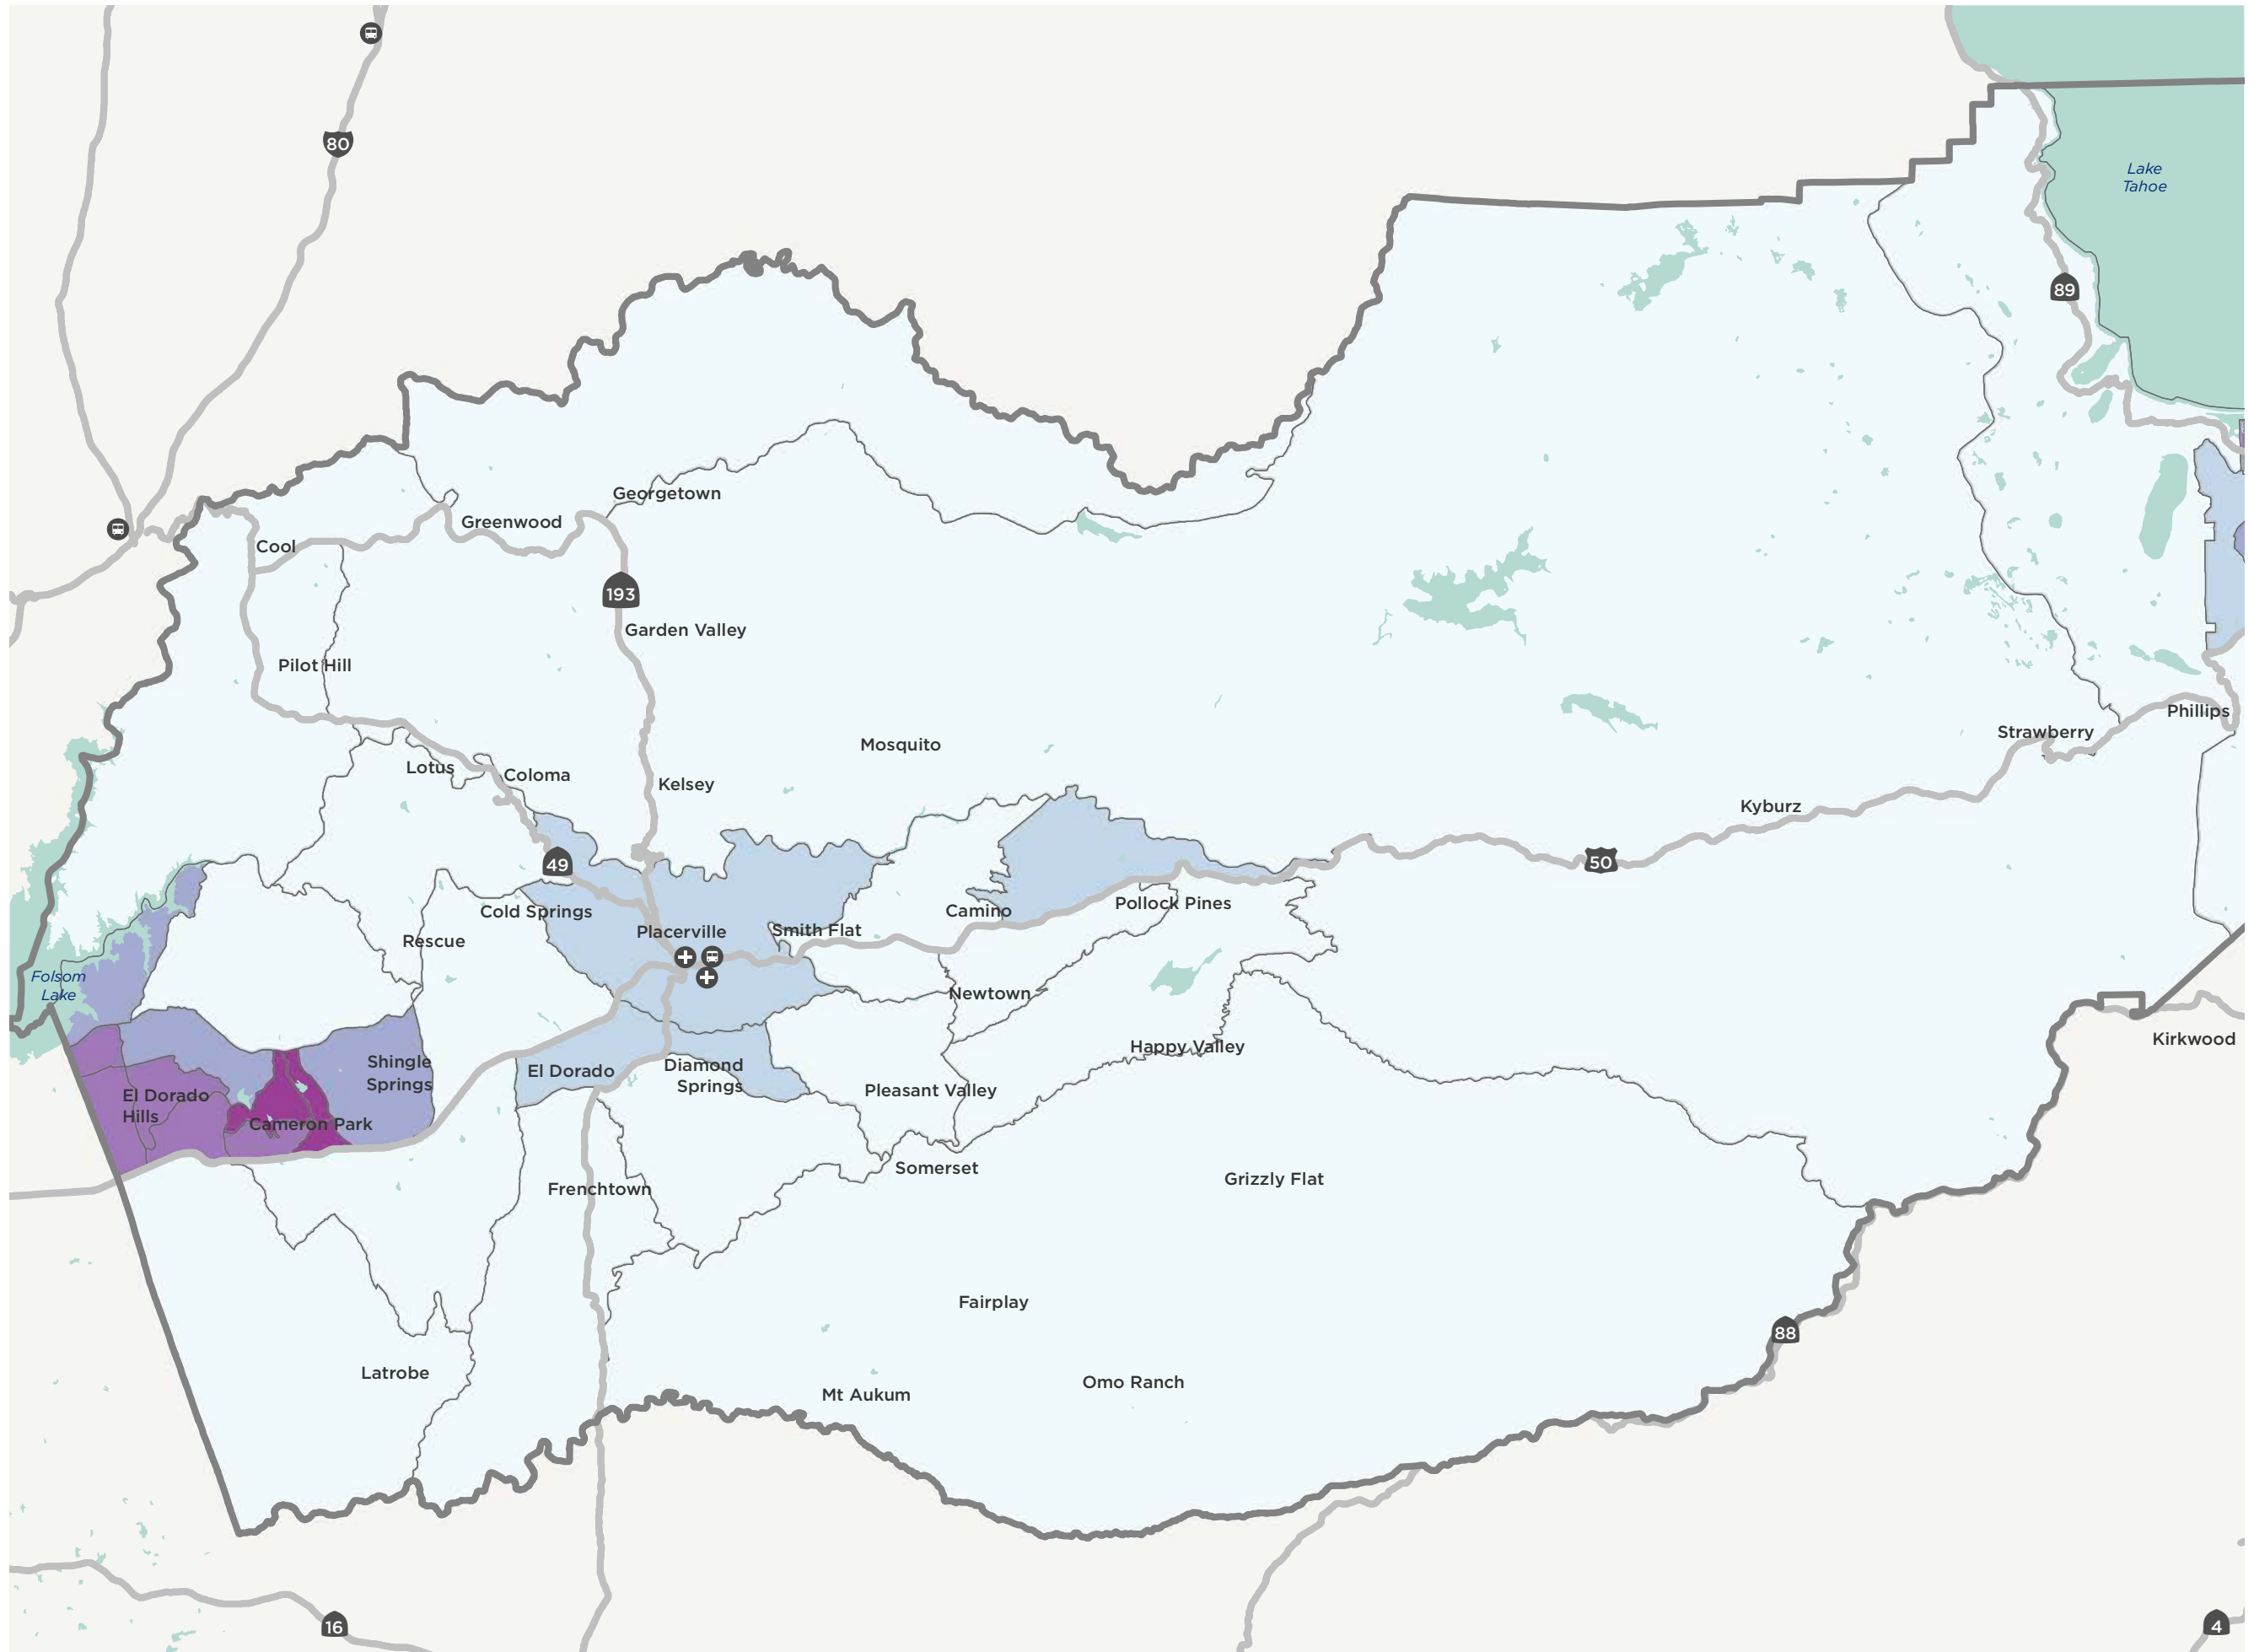 80
Lake
Tahoe
89
Georgetown
Greenwood
Cool
193
Garden Valley
Pilot Hill
Phillips
Strawberry
Mosquito
Lotus
Coloma
Kelsey
Kyburz
49
50
Cold Springs
Camino
Pollock Pines
Placerville
Smith Flat
Rescue
Folsom
Lake
Newtown
Kirkwood
Happy Valley
Shingle
Springs
El Dorado
Diamond
Springs
Pleasant Valley
El Dorado
Hills
Cameron Park
Somerset
Grizzly Flat
Frenchtown
Fairplay
88
Latrobe
Omo Ranch
Mt Aukum
16
4